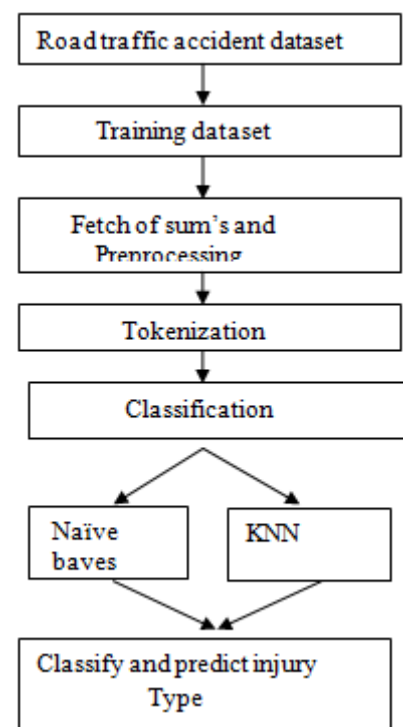 Road traffic accident dataset
Training dataset
Fetch of sum's and
Preprocessing
Tokenization
Classification
Naïve
bayes
KNN
Classify and predict injury
Type